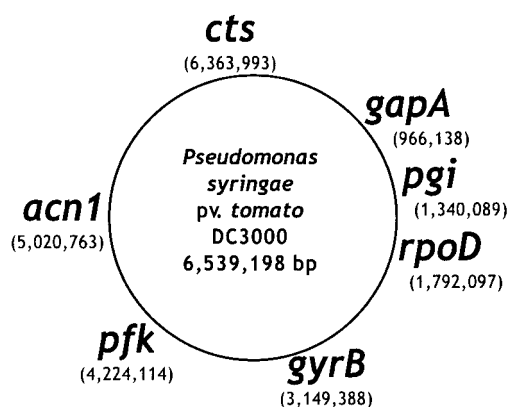 cts
(6,363,993)
gapA
(966,138)
pgi
(1,340,089)
rpoD
(1,792,097)
gyrB
(3,149,388)
pfk
(4,224,114)
acn1
(5,020,763)
Pseudomonas
syringae
pv. tomato
DC3000
6,539,198 bp